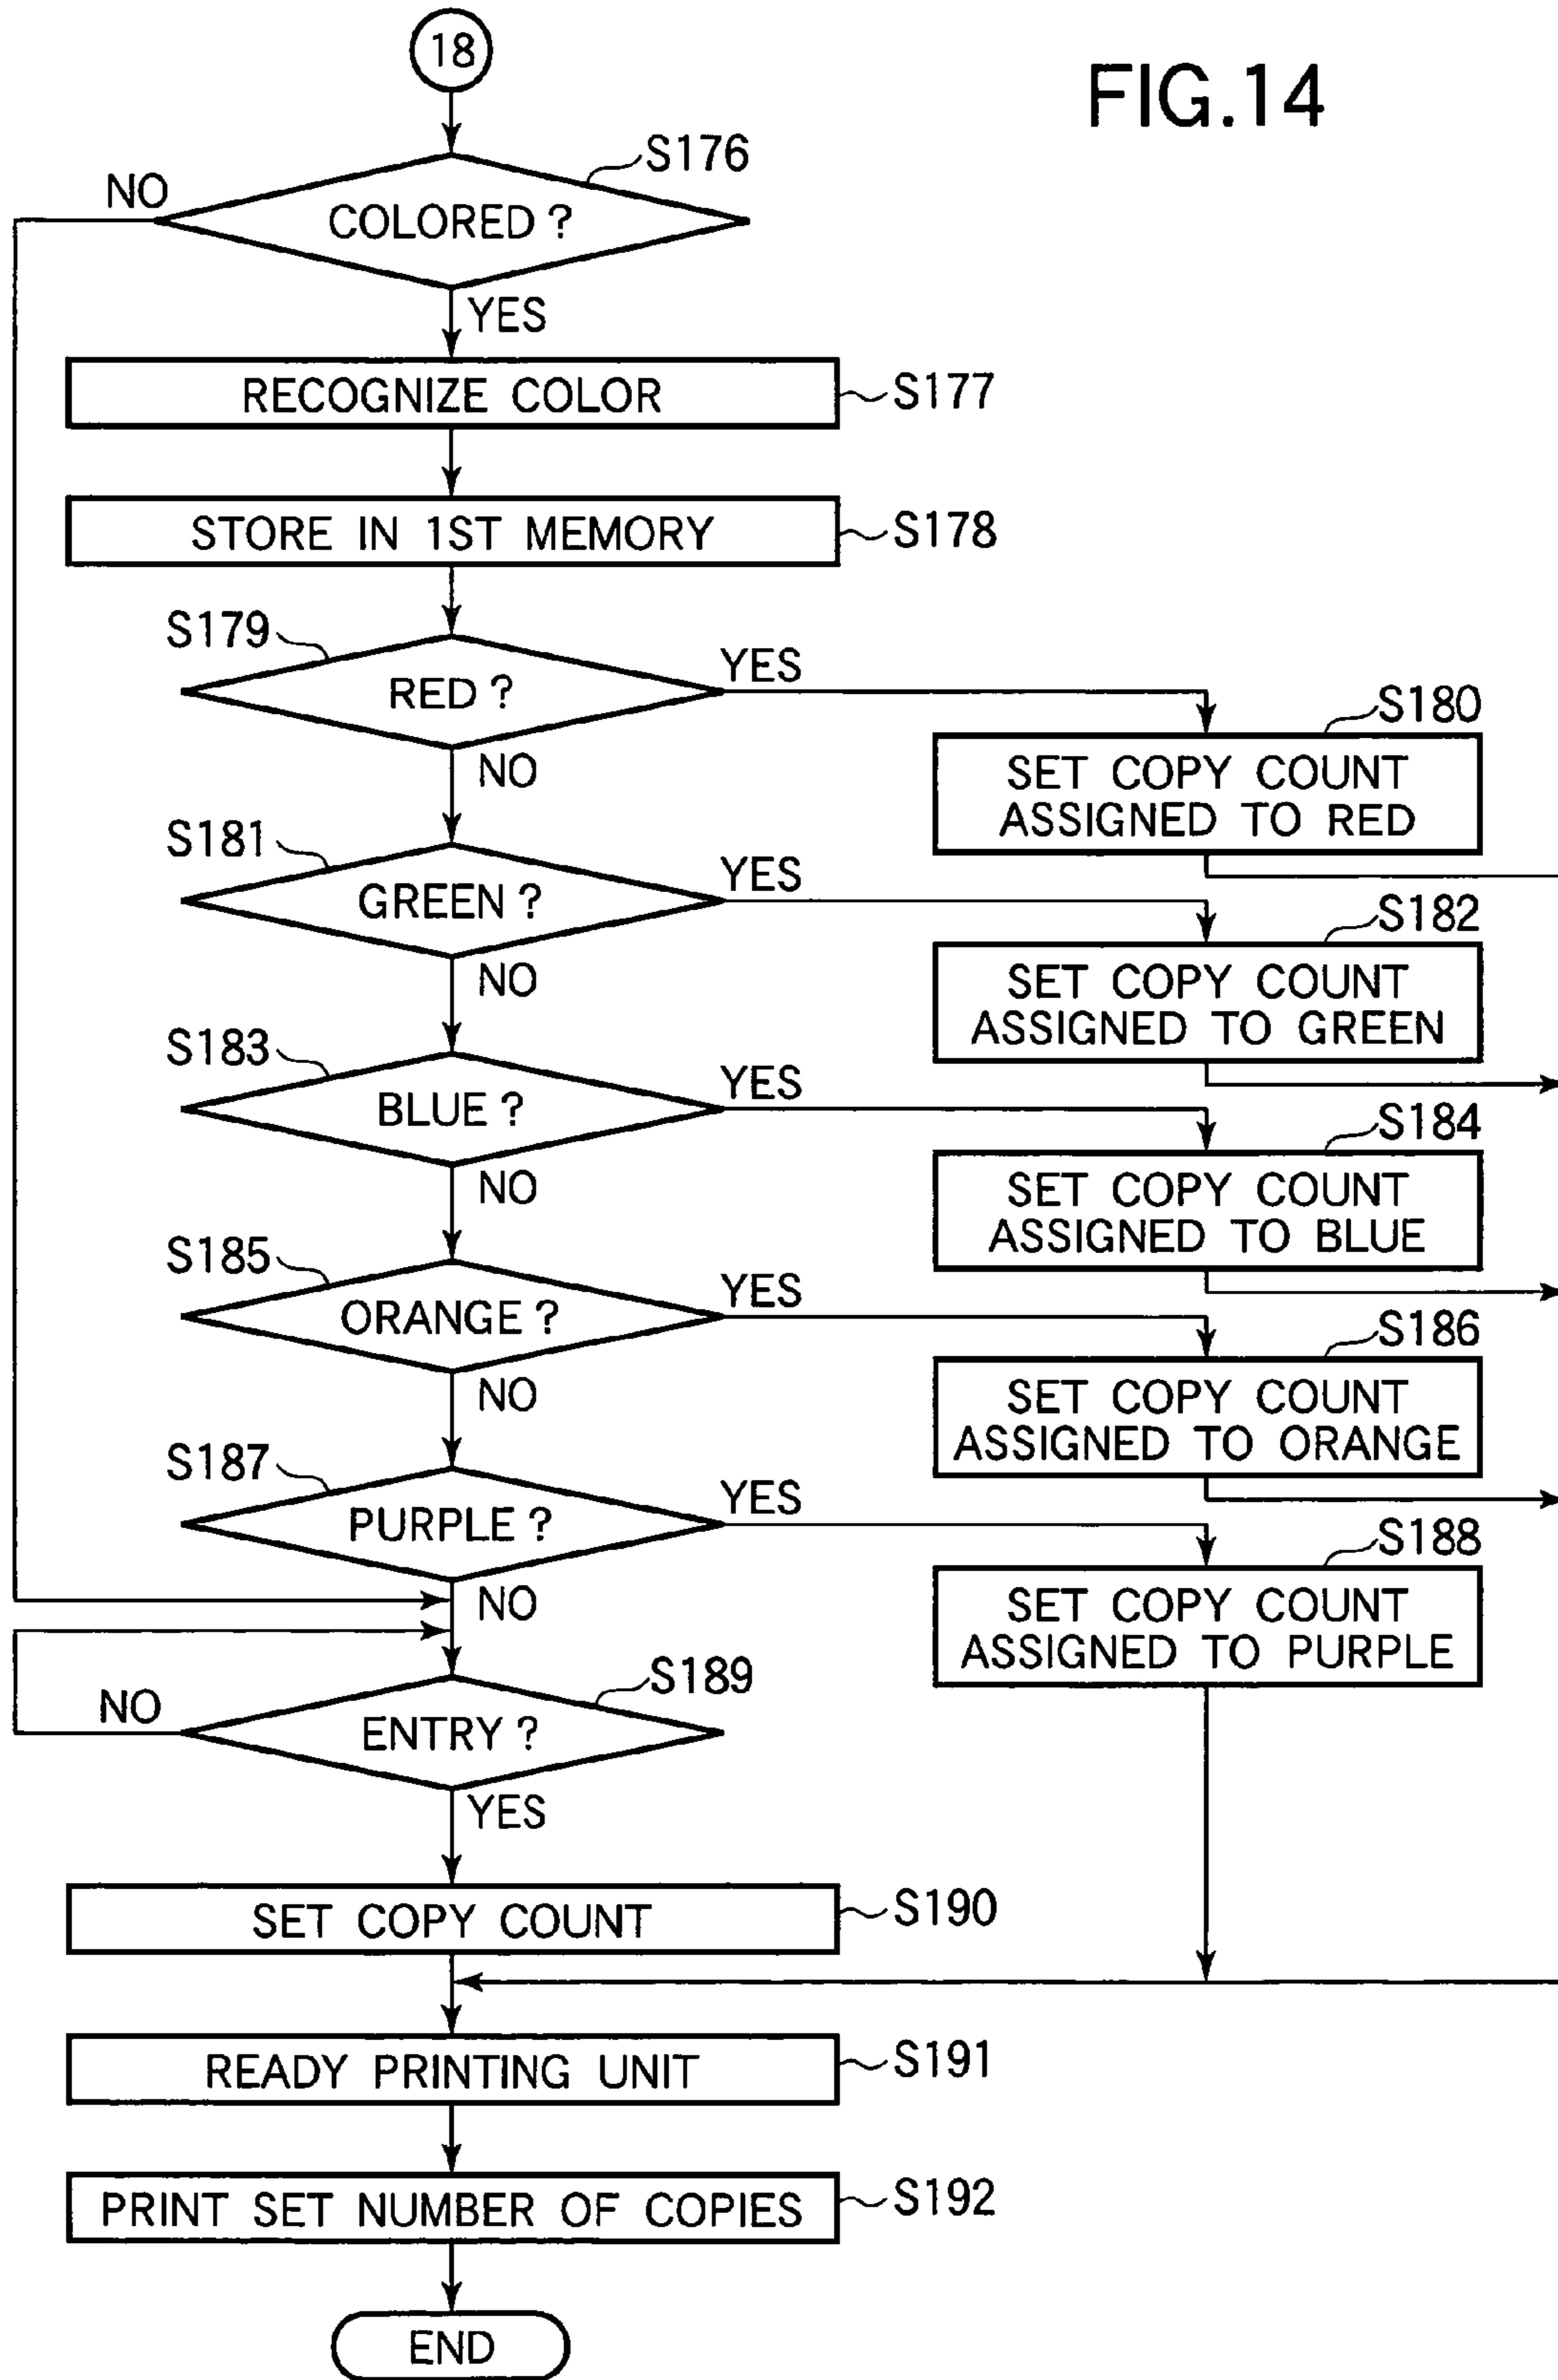 18
FIG.14
S176
NO
COLORED ?
YES
RECOGNIZE COLOR
S177
STORE IN 1ST MEMORY
S178
S179
YES
RED ?
S180
NO
SET COPY COUNT
ASSIGNED TO RED
S181
YES
GREEN ?
S182
NO
SET COPY COUNT
ASSIGNED TO GREEN
S183
YES
BLUE ?
S184
NO
SET COPY COUNT
ASSIGNED TO BLUE
S185
YES
ORANGE ?
S186
NO
SET COPY COUNT
ASSIGNED TO ORANGE
S187
YES
PURPLE ?
S188
NO
SET COPY COUNT
ASSIGNED TO PURPLE
S189
NO
ENTRY ?
YES
SET COPY COUNT
S190
READY PRINTING UNIT
S191
PRINT SET NUMBER OF COPIES
S192
END